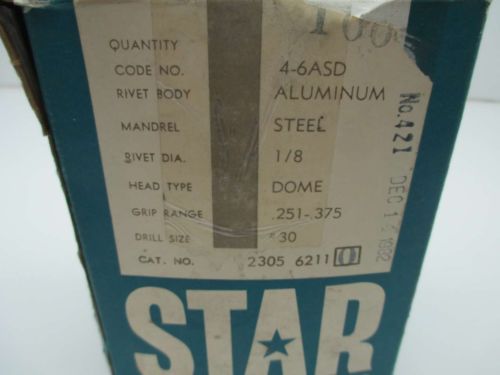 QUANTITY 100
CODE NO. 4-6ASD
RIVET BODY ALUMINUM
MANDREL STEEL
RIVET DIA. 1/8
HEAD TYPE DOME
GRIP RANGE .251-.375
DRILL SIZE 30
CAT. NO. 2305 6211 0
No. 421 DEC 1
STAR